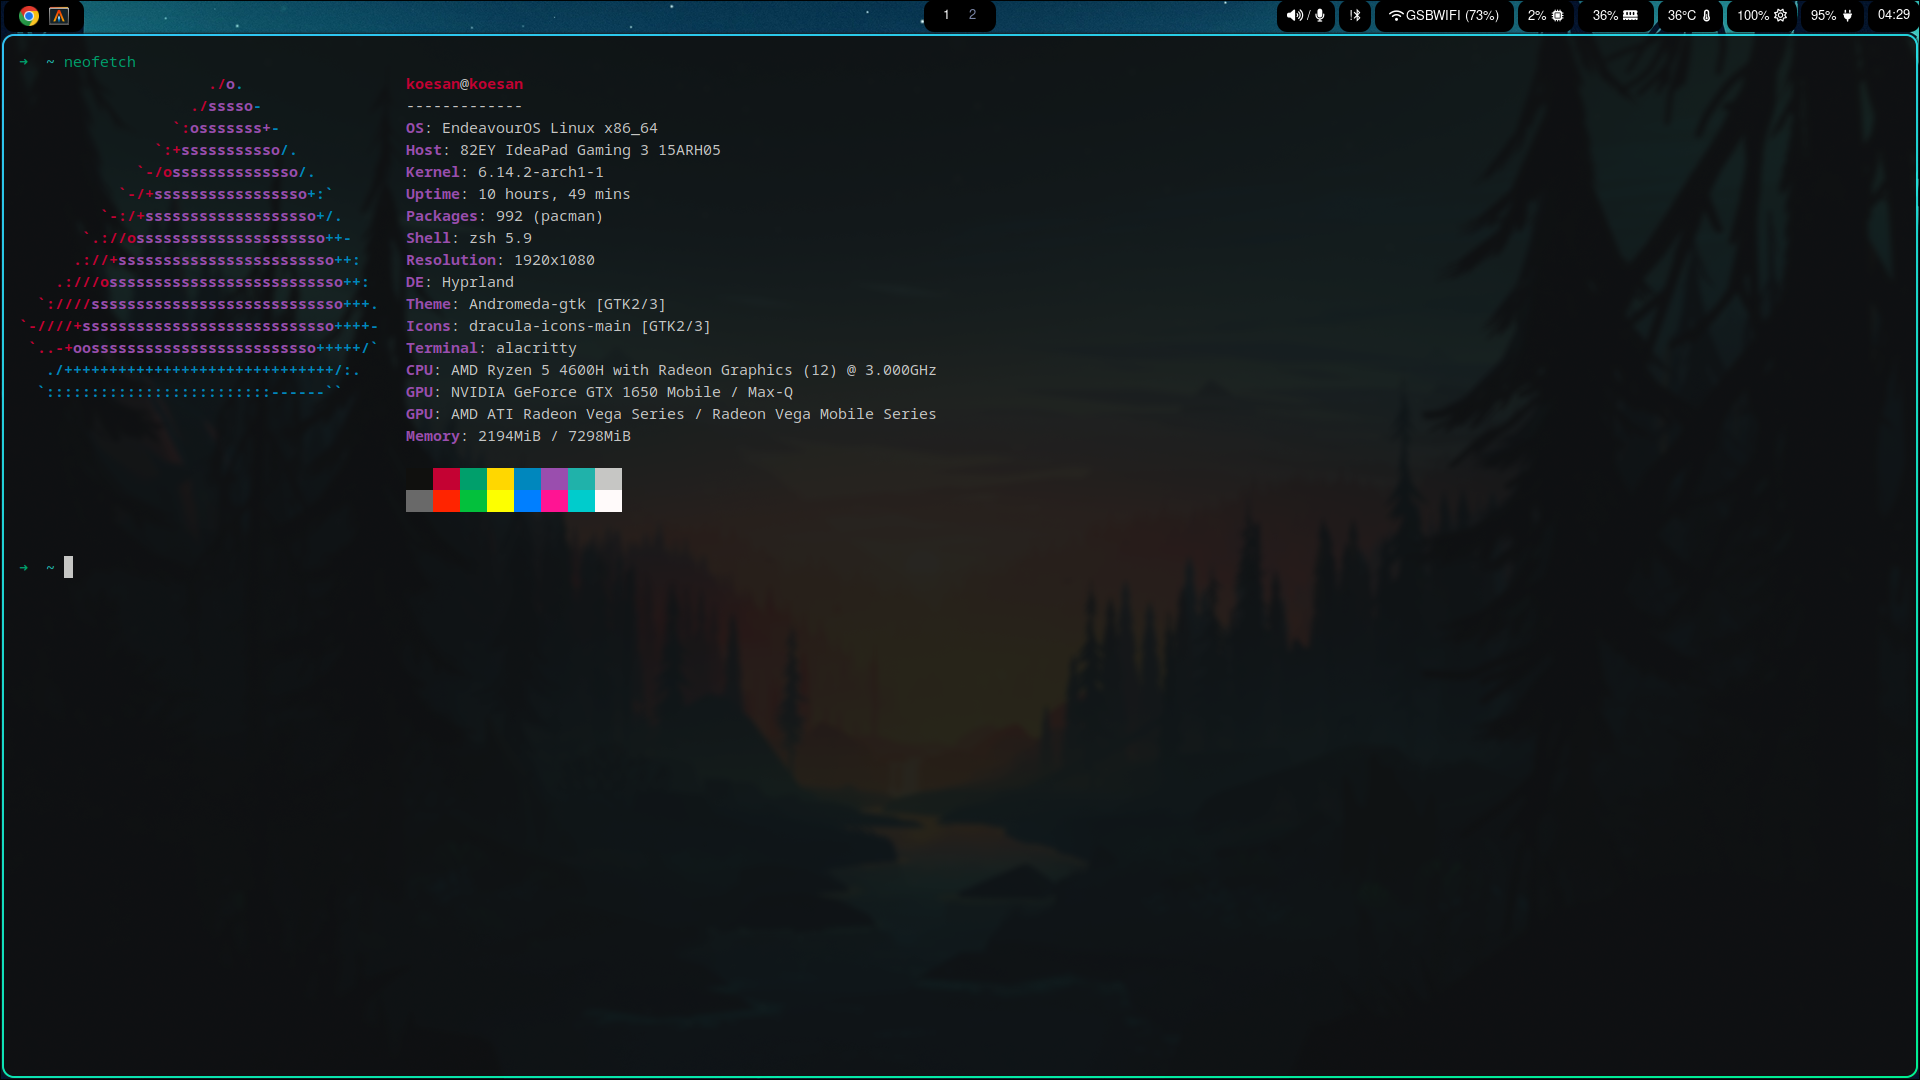 1 2 / GSBWIFI (73%) 2% 36% 36°C 100% 95% 04:29
→ ~ neofetch
./o. koesan@koesan
./sssso- -------------
`:osssssss+- OS: EndeavourOS Linux x86_64
`:+sssssssssso/. Host: 82EY IdeaPad Gaming 3 15ARH05
`-/ossssssssssssso/. Kernel: 6.14.2-arch1-1
`-/+sssssssssssssssso+:` Uptime: 10 hours, 49 mins
`-:/+sssssssssssssssssso+/. Packages: 992 (pacman)
`.://osssssssssssssssssssso++- Shell: zsh 5.9
.://+ssssssssssssssssssssssso++: Resolution: 1920x1080
.:///ossssssssssssssssssssssssso++: DE: Hyprland
`:////ssssssssssssssssssssssssssso+++. Theme: Andromeda-gtk [GTK2/3]
`-////+ssssssssssssssssssssssssssso++++- Icons: dracula-icons-main [GTK2/3]
`..-+oosssssssssssssssssssssssso+++++/` Terminal: alacritty
./++++++++++++++++++++++++++++++/:. CPU: AMD Ryzen 5 4600H with Radeon Graphics (12) @ 3.000GHz
`:::::::::::::::::::::::::------`` GPU: NVIDIA GeForce GTX 1650 Mobile / Max-Q
GPU: AMD ATI Radeon Vega Series / Radeon Vega Mobile Series
Memory: 2194MiB / 7298MiB
→ ~